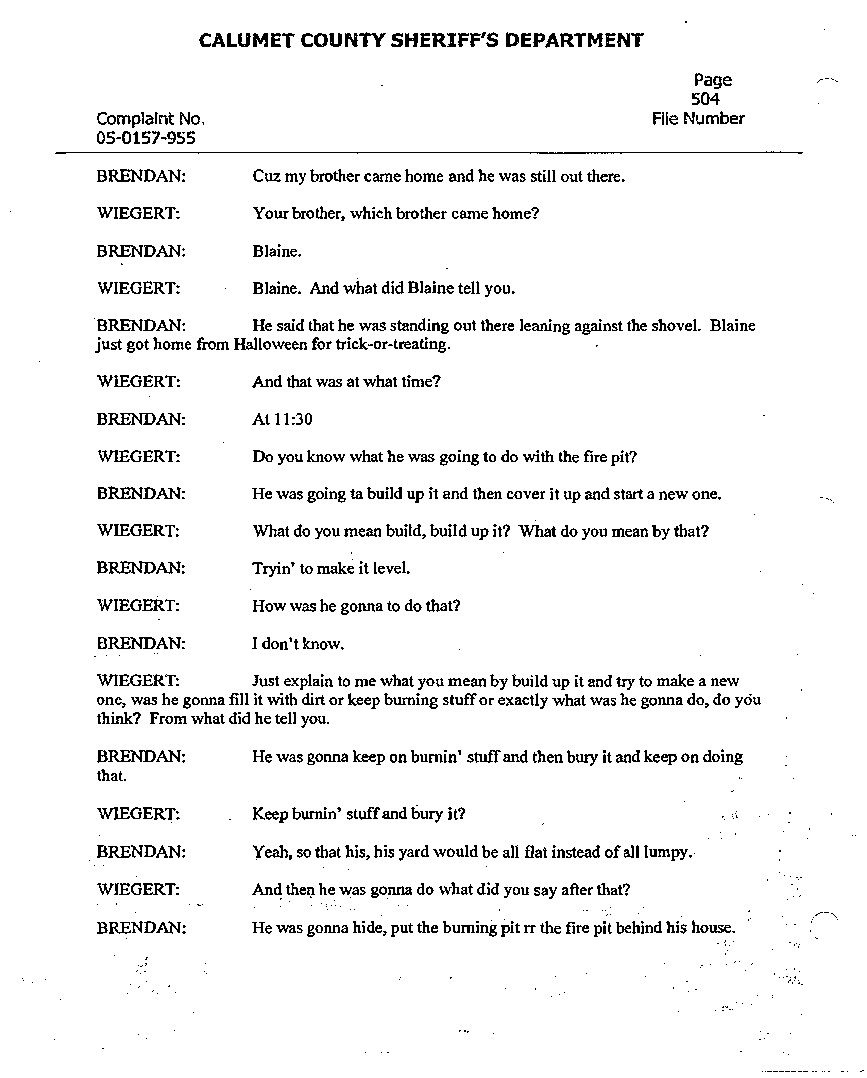 CALUMET COUNTY SHERIFF'S DEPARTMENT
Page
504
Complaint No. File Number
05-0157-955
BRENDAN: Cuz my brother came home and he was still out there.
WIEGERT: Your brother, which brother came home?
BRENDAN: Blaine.
WIEGERT: Blaine. And what did Blaine tell you.
BRENDAN: He said that he was standing out there leaning against the shovel. Blaine
just got home from Halloween for trick-or-treating.
WIEGERT: And that was at what time?
BRENDAN: At 11:30
WIEGERT: Do you know what he was going to do with the fire pit?
BRENDAN: He was going ta build up it and then cover it up and start a new one.
WIEGERT: What do you mean build, build up it? What do you mean by that?
BRENDAN: Tryin' to make it level.
WIEGERT: How was he gonna to do that?
BRENDAN: I don't know.
WIEGERT: Just explain to me what you mean by build up it and try to make a new
one, was he gonna fill it with dirt or keep burning stuff or exactly what was he gonna do, do you
think? From what did he tell you.
BRENDAN: He was gonna keep on burnin' stuff and then bury it and keep on doing
that.
WIEGERT: Keep burnin' stuff and bury it?
BRENDAN: Yeah, so that his, his yard would be all flat instead of all lumpy.
WIEGERT: And then he was gonna do what did you say after that?
BRENDAN: He was gonna hide, put the burning pit rr the fire pit behind his house.